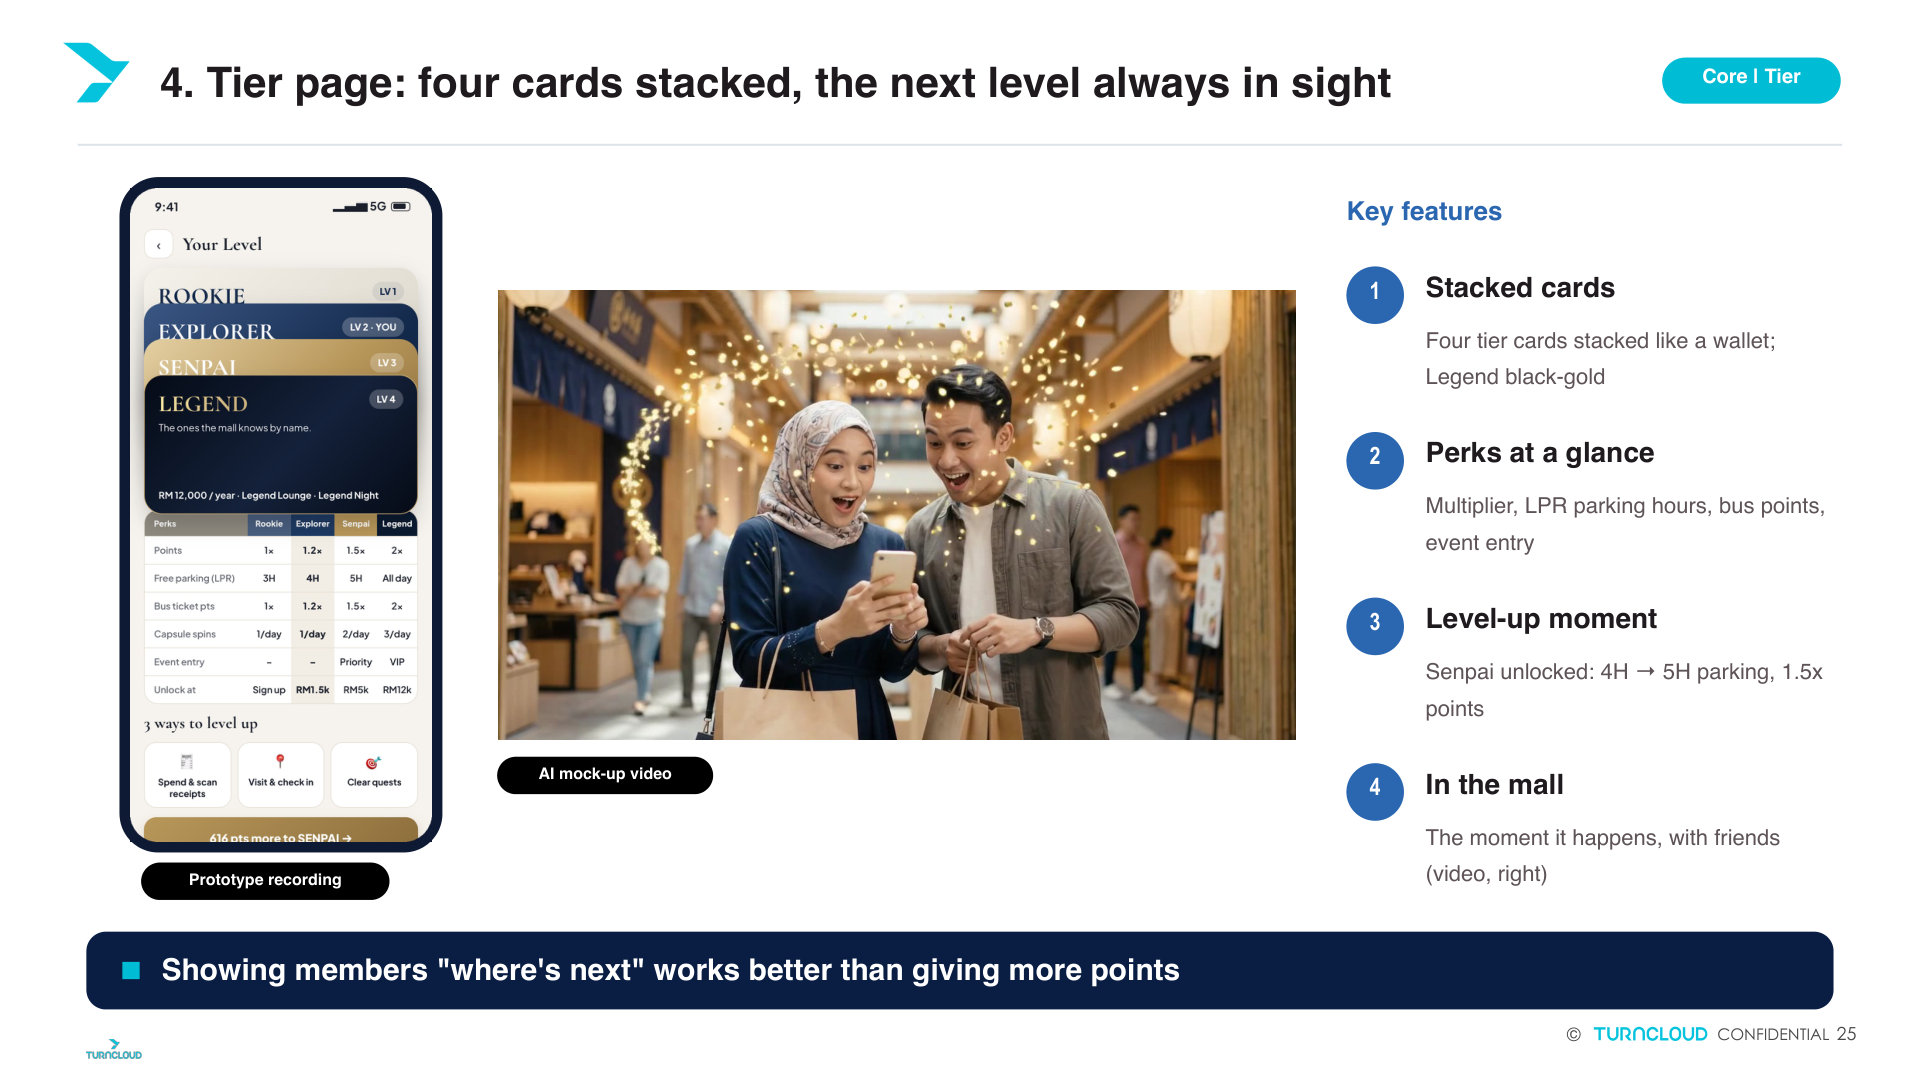 4. Tier page: four cards stacked, the next level always in sight
Core | Tier
9:41
5G
‹ Your Level
ROOKIE
LV 1
EXPLORER
LV 2 · YOU
SENPAI
LV 3
LEGEND
LV 4
The ones the mall knows by name.
RM 12,000 / year · Legend Lounge · Legend Night
Perks Rookie Explorer Senpai Legend
Points 1× 1.2× 1.5× 2×
Free parking (LPR) 3H 4H 5H All day
Bus ticket pts 1× 1.2× 1.5× 2×
Capsule spins 1/day 1/day 2/day 3/day
Event entry – – Priority VIP
Unlock at Sign up RM1.5k RM5k RM12k
3 ways to level up
Spend & scan
receipts
Visit & check in
Clear quests
616 pts more to SENPAI →
Prototype recording
AI mock-up video
Key features
1
Stacked cards
Four tier cards stacked like a wallet;
Legend black-gold
2
Perks at a glance
Multiplier, LPR parking hours, bus points,
event entry
3
Level-up moment
Senpai unlocked: 4H → 5H parking, 1.5x
points
4
In the mall
The moment it happens, with friends
(video, right)
Showing members "where's next" works better than giving more points
TURNCLOUD
© TURNCLOUD CONFIDENTIAL 25